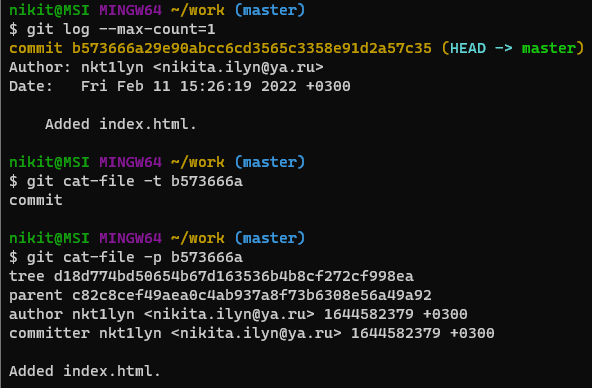 nikit@MSI MINGW64 ~/work (master)
$ git log --max-count=1
commit b573666a29e90abcc6cd3565c3358e91d2a57c35 (HEAD -> master)
Author: nkt1lyn <nikita.ilyn@ya.ru>
Date:   Fri Feb 11 15:26:19 2022 +0300

    Added index.html.

nikit@MSI MINGW64 ~/work (master)
$ git cat-file -t b573666a
commit

nikit@MSI MINGW64 ~/work (master)
$ git cat-file -p b573666a
tree d18d774bd50654b67d163536b4b8cf272cf998ea
parent c82c8cef49aea0c4ab937a8f73b6308e56a49a92
author nkt1lyn <nikita.ilyn@ya.ru> 1644582379 +0300
committer nkt1lyn <nikita.ilyn@ya.ru> 1644582379 +0300

Added index.html.